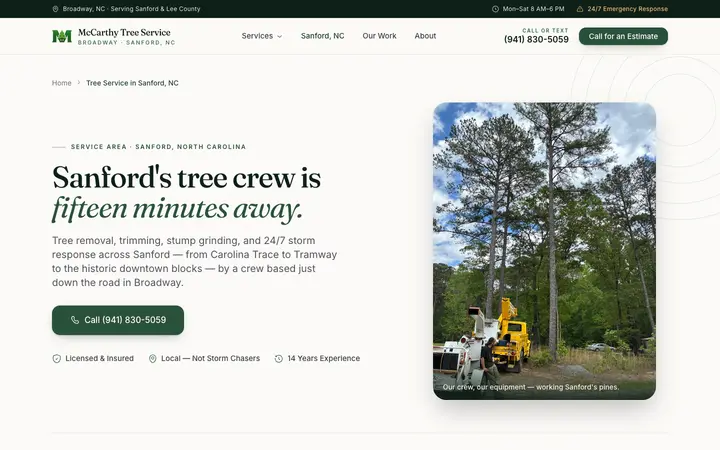 Broadway, NC · Serving Sanford & Lee County
Mon–Sat 8 AM–6 PM
24/7 Emergency Response
McCarthy Tree Service
BROADWAY · SANFORD, NC
Services
Sanford, NC
Our Work
About
CALL OR TEXT
(941) 830-5059
Call for an Estimate
Home > Tree Service in Sanford, NC
SERVICE AREA · SANFORD, NORTH CAROLINA
Sanford's tree crew is
fifteen minutes away.
Tree removal, trimming, stump grinding, and 24/7 storm
response across Sanford — from Carolina Trace to Tramway
to the historic downtown blocks — by a crew based just
down the road in Broadway.
Call (941) 830-5059
Licensed & Insured
Local — Not Storm Chasers
14 Years Experience
Our crew, our equipment — working Sanford's pines.